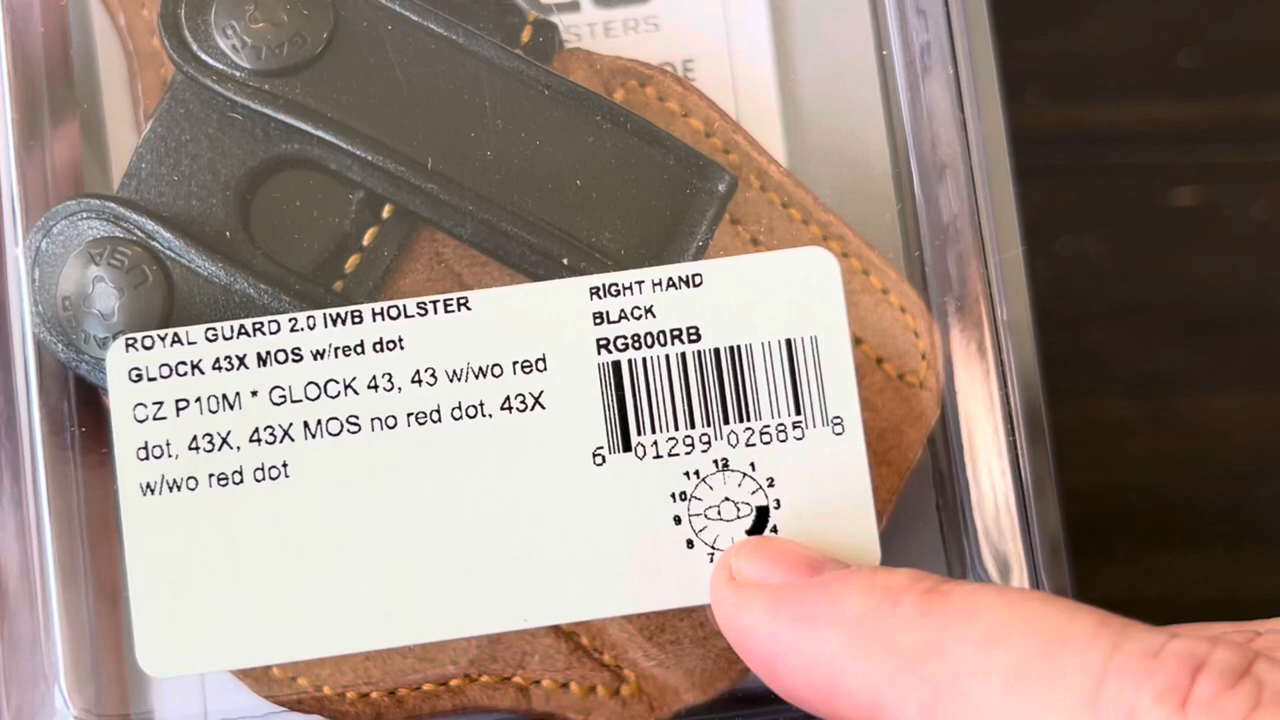 STERS
ROYAL GUARD 2.0 IWB HOLSTER
GLOCK 43X MOS w/red dot
CZ P10M * GLOCK 43, 43 w/wo red
dot, 43X, 43X MOS no red dot, 43X
w/wo red dot
RIGHT HAND
BLACK
RG800RB
6 01299 02685 8
12
11 1
10 2
9 3
8 4
7
USA